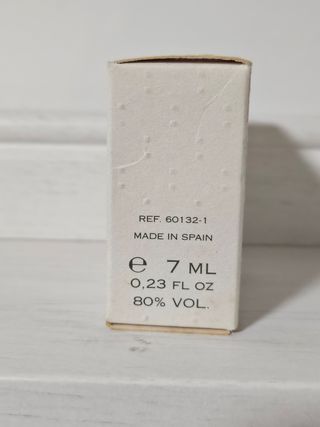 REF. 60132-1
MADE IN SPAIN
℮ 7 ML
0,23 FL OZ
80% VOL.